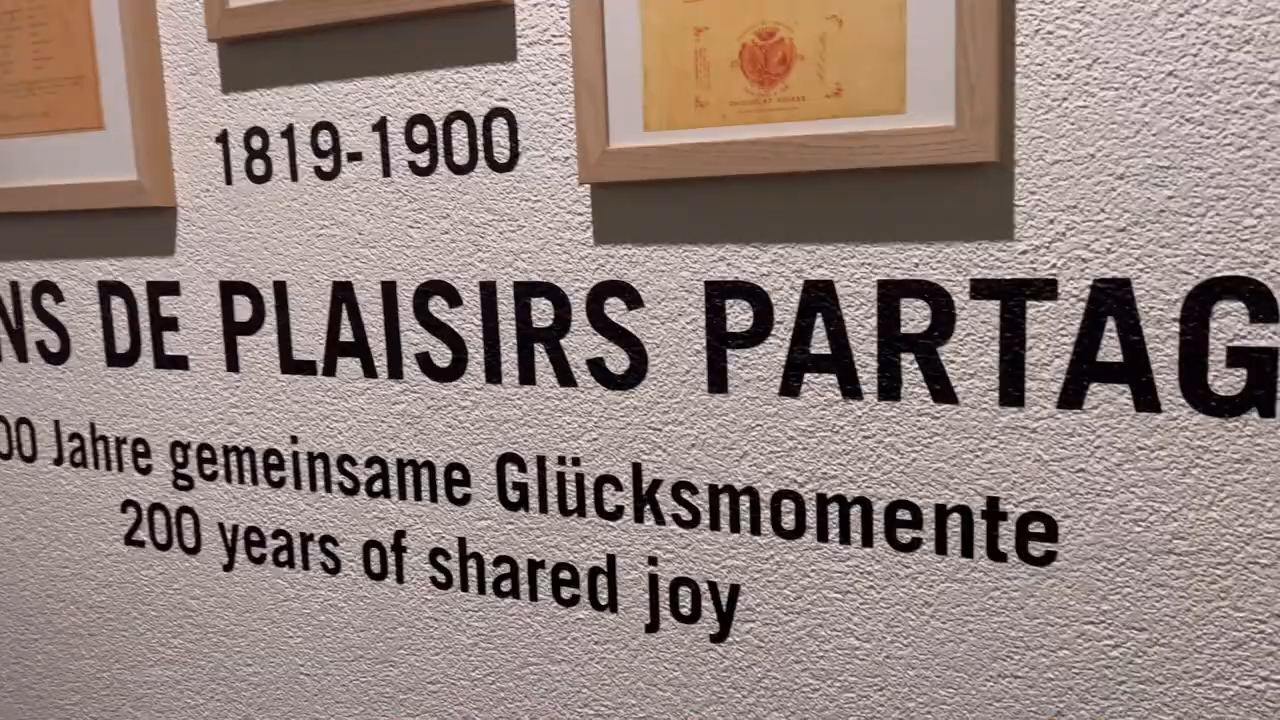 1819-1900
NS DE PLAISIRS PARTAG
00 Jahre gemeinsame Glücksmomente
200 years of shared joy